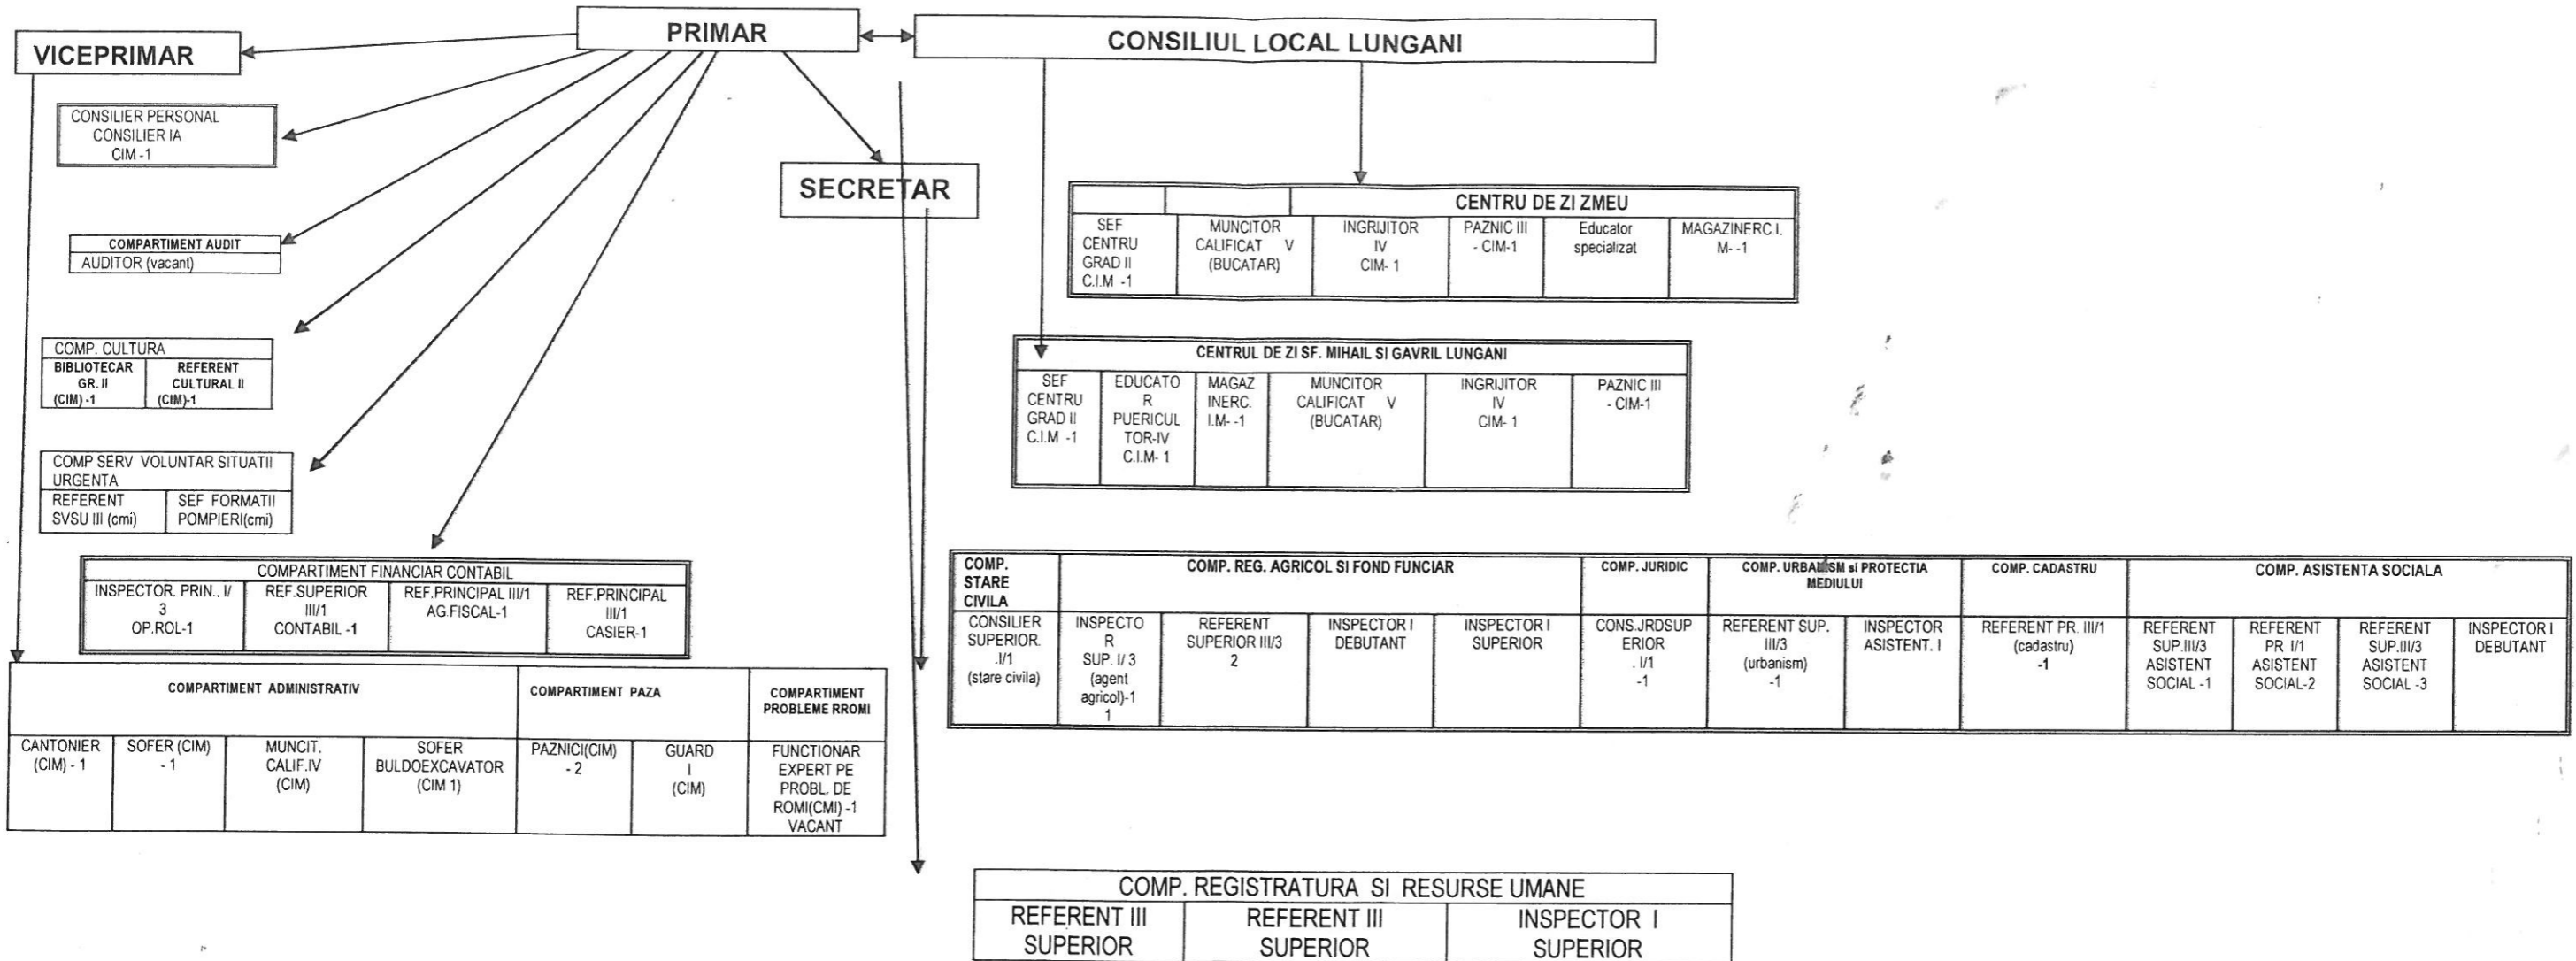 PRIMAR
CONSILIUL LOCAL LUNGANI
VICEPRIMAR
CONSILIER PERSONAL
CONSILIER IA
CIM -1
SECRETAR
COMPARTIMENT AUDIT
AUDITOR (vacant)
COMP. CULTURA
BIBLIOTECAR
GR. II
(CIM) -1
REFERENT
CULTURAL II
(CIM)-1
COMP SERV VOLUNTAR SITUATII
URGENTA
REFERENT
SVSU III (cmi)
SEF FORMATII
POMPIERI(cmi)
COMPARTIMENT FINANCIAR CONTABIL
INSPECTOR. PRIN.. I/
3
OP.ROL-1
REF.SUPERIOR
III/1
CONTABIL -1
REF.PRINCIPAL III/1
AG.FISCAL-1
REF.PRINCIPAL
III/1
CASIER-1
COMPARTIMENT ADMINISTRATIV
COMPARTIMENT PAZA
COMPARTIMENT
PROBLEME RROMI
CANTONIER
(CIM) - 1
SOFER (CIM)
- 1
MUNCIT.
CALIF.IV
(CIM)
SOFER
BULDOEXCAVATOR
(CIM 1)
PAZNICI(CIM)
- 2
GUARD
I
(CIM)
FUNCTIONAR
EXPERT PE
PROBL. DE
ROMI(CMI) -1
VACANT
CENTRU DE ZI ZMEU
SEF
CENTRU
GRAD II
C.I.M -1
MUNCITOR
CALIFICAT V
(BUCATAR)
INGRIJITOR
IV
CIM- 1
PAZNIC III
- CIM-1
Educator
specializat
MAGAZINERC.I.
M- -1
CENTRUL DE ZI SF. MIHAIL SI GAVRIL LUNGANI
SEF
CENTRU
GRAD II
C.I.M -1
EDUCATO
R
PUERICUL
TOR-IV
C.I.M- 1
MAGAZ
INERC.
I.M- -1
MUNCITOR
CALIFICAT V
(BUCATAR)
INGRIJITOR
IV
CIM- 1
PAZNIC III
- CIM-1
COMP.
STARE
CIVILA
COMP. REG. AGRICOL SI FOND FUNCIAR
COMP. JURIDIC
COMP. URBANISM si PROTECTIA
MEDIULUI
COMP. CADASTRU
COMP. ASISTENTA SOCIALA
CONSILIER
SUPERIOR.
.I/1
(stare civila)
INSPECTO
R
SUP. I/ 3
(agent
agricol)-1
1
REFERENT
SUPERIOR III/3
2
INSPECTOR I
DEBUTANT
INSPECTOR I
SUPERIOR
CONS.JRDSUP
ERIOR
. I/1
-1
REFERENT SUP.
III/3
(urbanism)
-1
INSPECTOR
ASISTENT. I
REFERENT PR. III/1
(cadastru)
-1
REFERENT
SUP.III/3
ASISTENT
SOCIAL -1
REFERENT
PR I/1
ASISTENT
SOCIAL-2
REFERENT
SUP.III/3
ASISTENT
SOCIAL -3
INSPECTOR I
DEBUTANT
COMP. REGISTRATURA SI RESURSE UMANE
REFERENT III
SUPERIOR
REFERENT III
SUPERIOR
INSPECTOR I
SUPERIOR